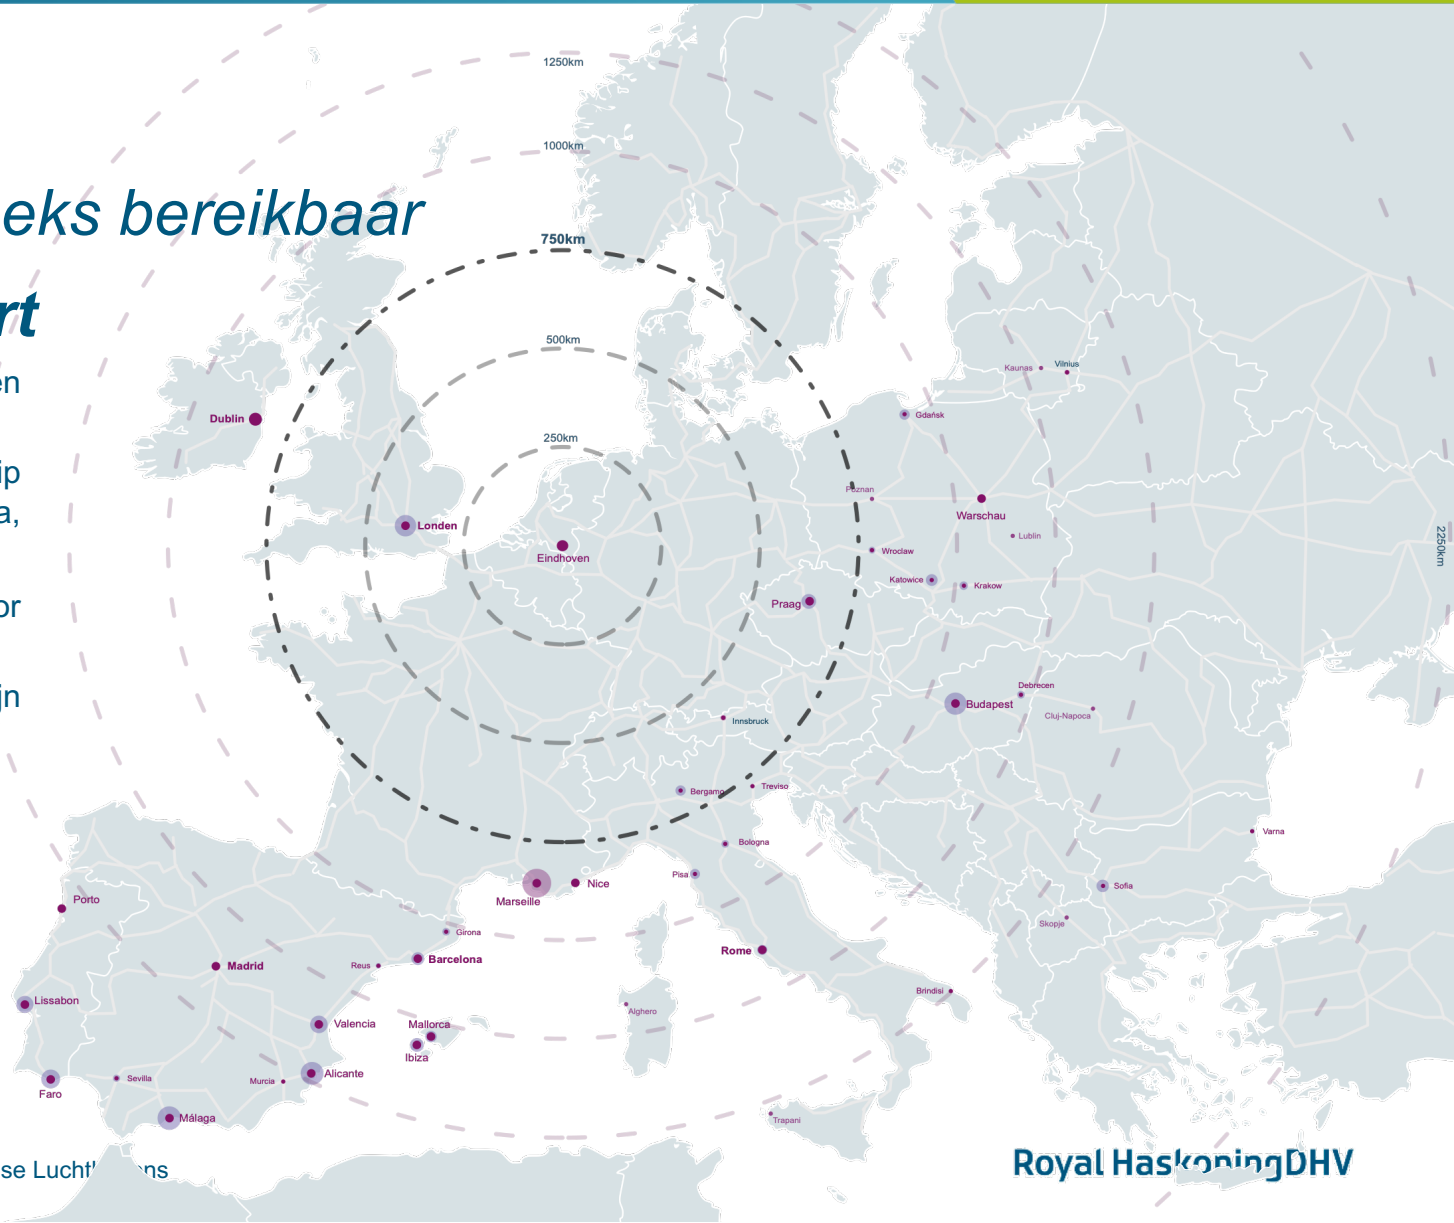 1250km
1000km
eks bereikbaar
750km
rt
500km
Kaunas
Vilnius
en
Gdańsk
Dublin
250km
ip
Poznan
a,
Warschau
Londen
2250km
Lublin
Eindhoven
Wroclaw
Katowice
Krakow
or
Praag
jn
Debrecen
Budapest
Cluj-Napoca
Innsbruck
Bergamo
Treviso
Varna
Bologna
Pisa
Nice
Sofia
Marseille
Porto
Skopje
Girona
Rome
Barcelona
Madrid
Reus
Brindisi
Lissabon
Alghero
Valencia
Mallorca
Ibiza
Alicante
Sevilla
Murcia
Faro
Málaga
Trapani
Royal HaskoningDHV
se Lucht
ns